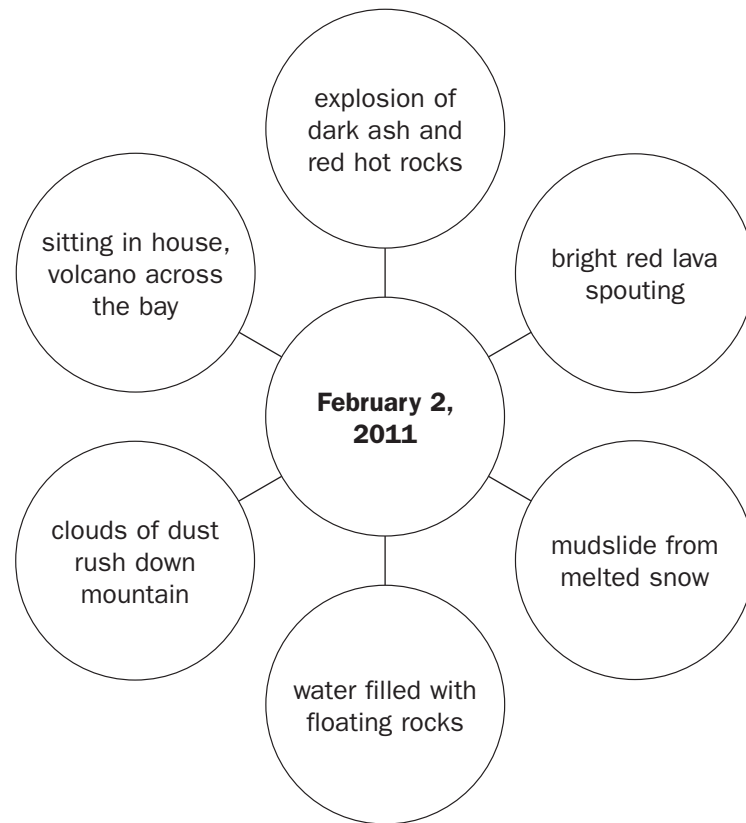 explosion of
dark ash and
red hot rocks
sitting in house,
volcano across
the bay
bright red lava
spouting
February 2,
2011
clouds of dust
rush down
mountain
mudslide from
melted snow
water filled with
floating rocks